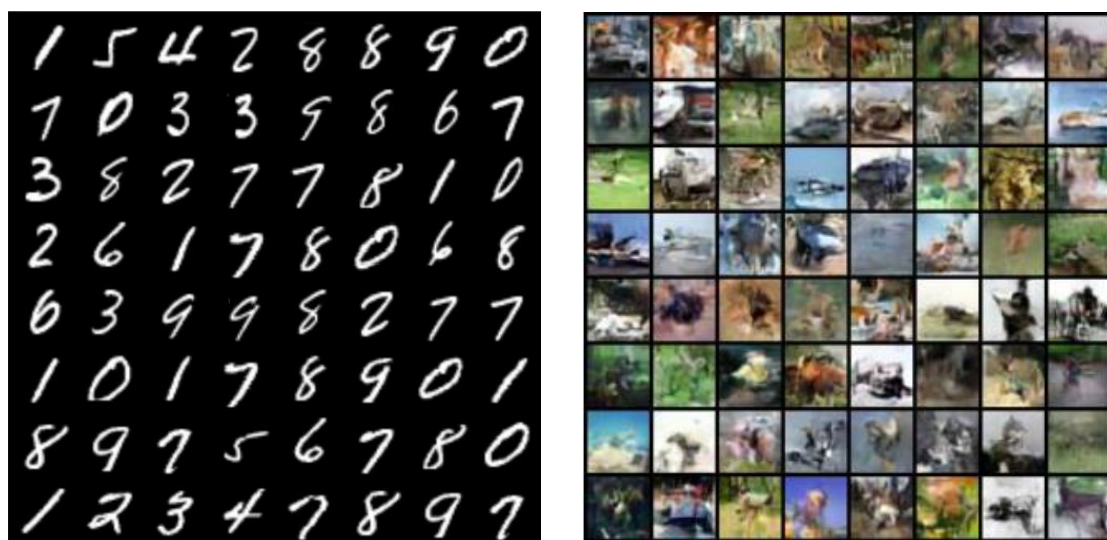 1 5 4 2 8 8 9 0
7 0 3 3 9 8 6 7
3 8 2 7 7 8 1 0
2 6 1 7 8 0 6 8
6 3 9 9 8 2 7 7
1 0 1 7 8 9 0 1
8 9 7 5 6 7 8 0
1 2 3 4 7 8 9 7